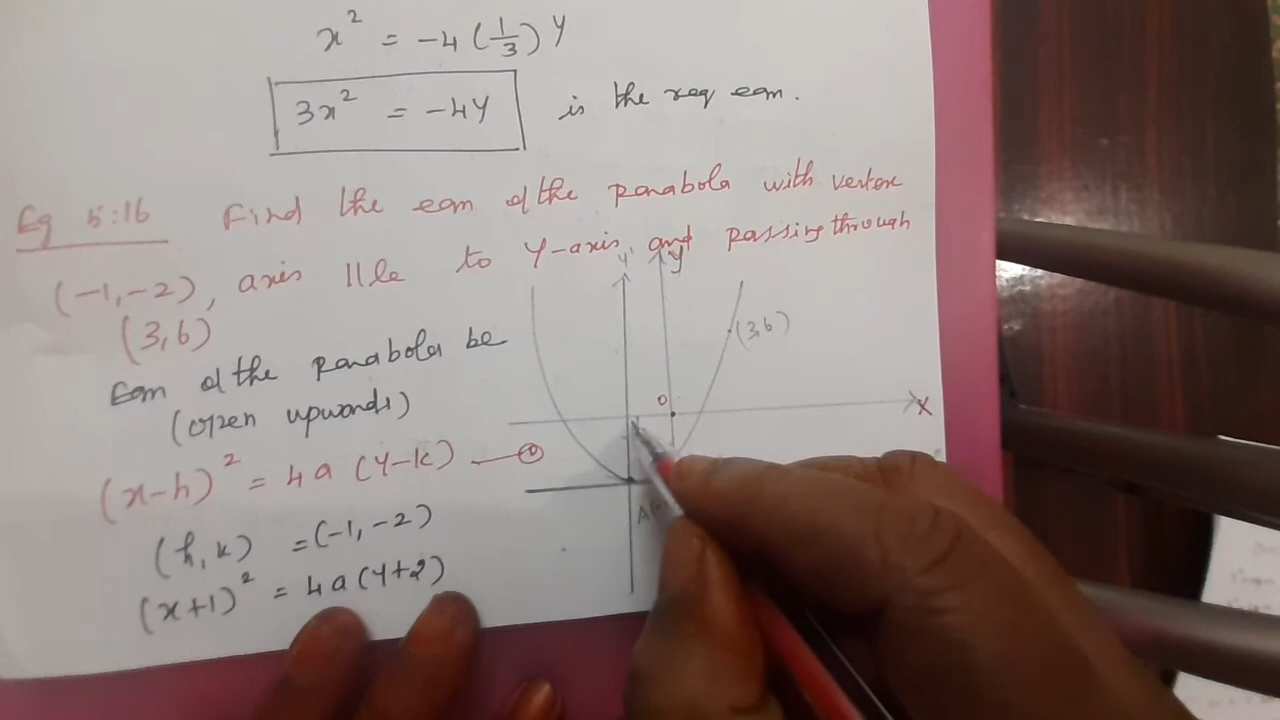 x² = -4 (1/3) y
3x² = -4y is the req eqn.
Eg 5:16 Find the eqn of the parabola with vertex
(-1,-2), axis llle to Y-axis, and passing through
(3,6)
Eqn of the parabola be
(open upwards)
(x-h)² = 4a (y-k)
(h,k) = (-1,-2)
(x+1)² = 4a(y+2)
y
(3,6)
0
X
A